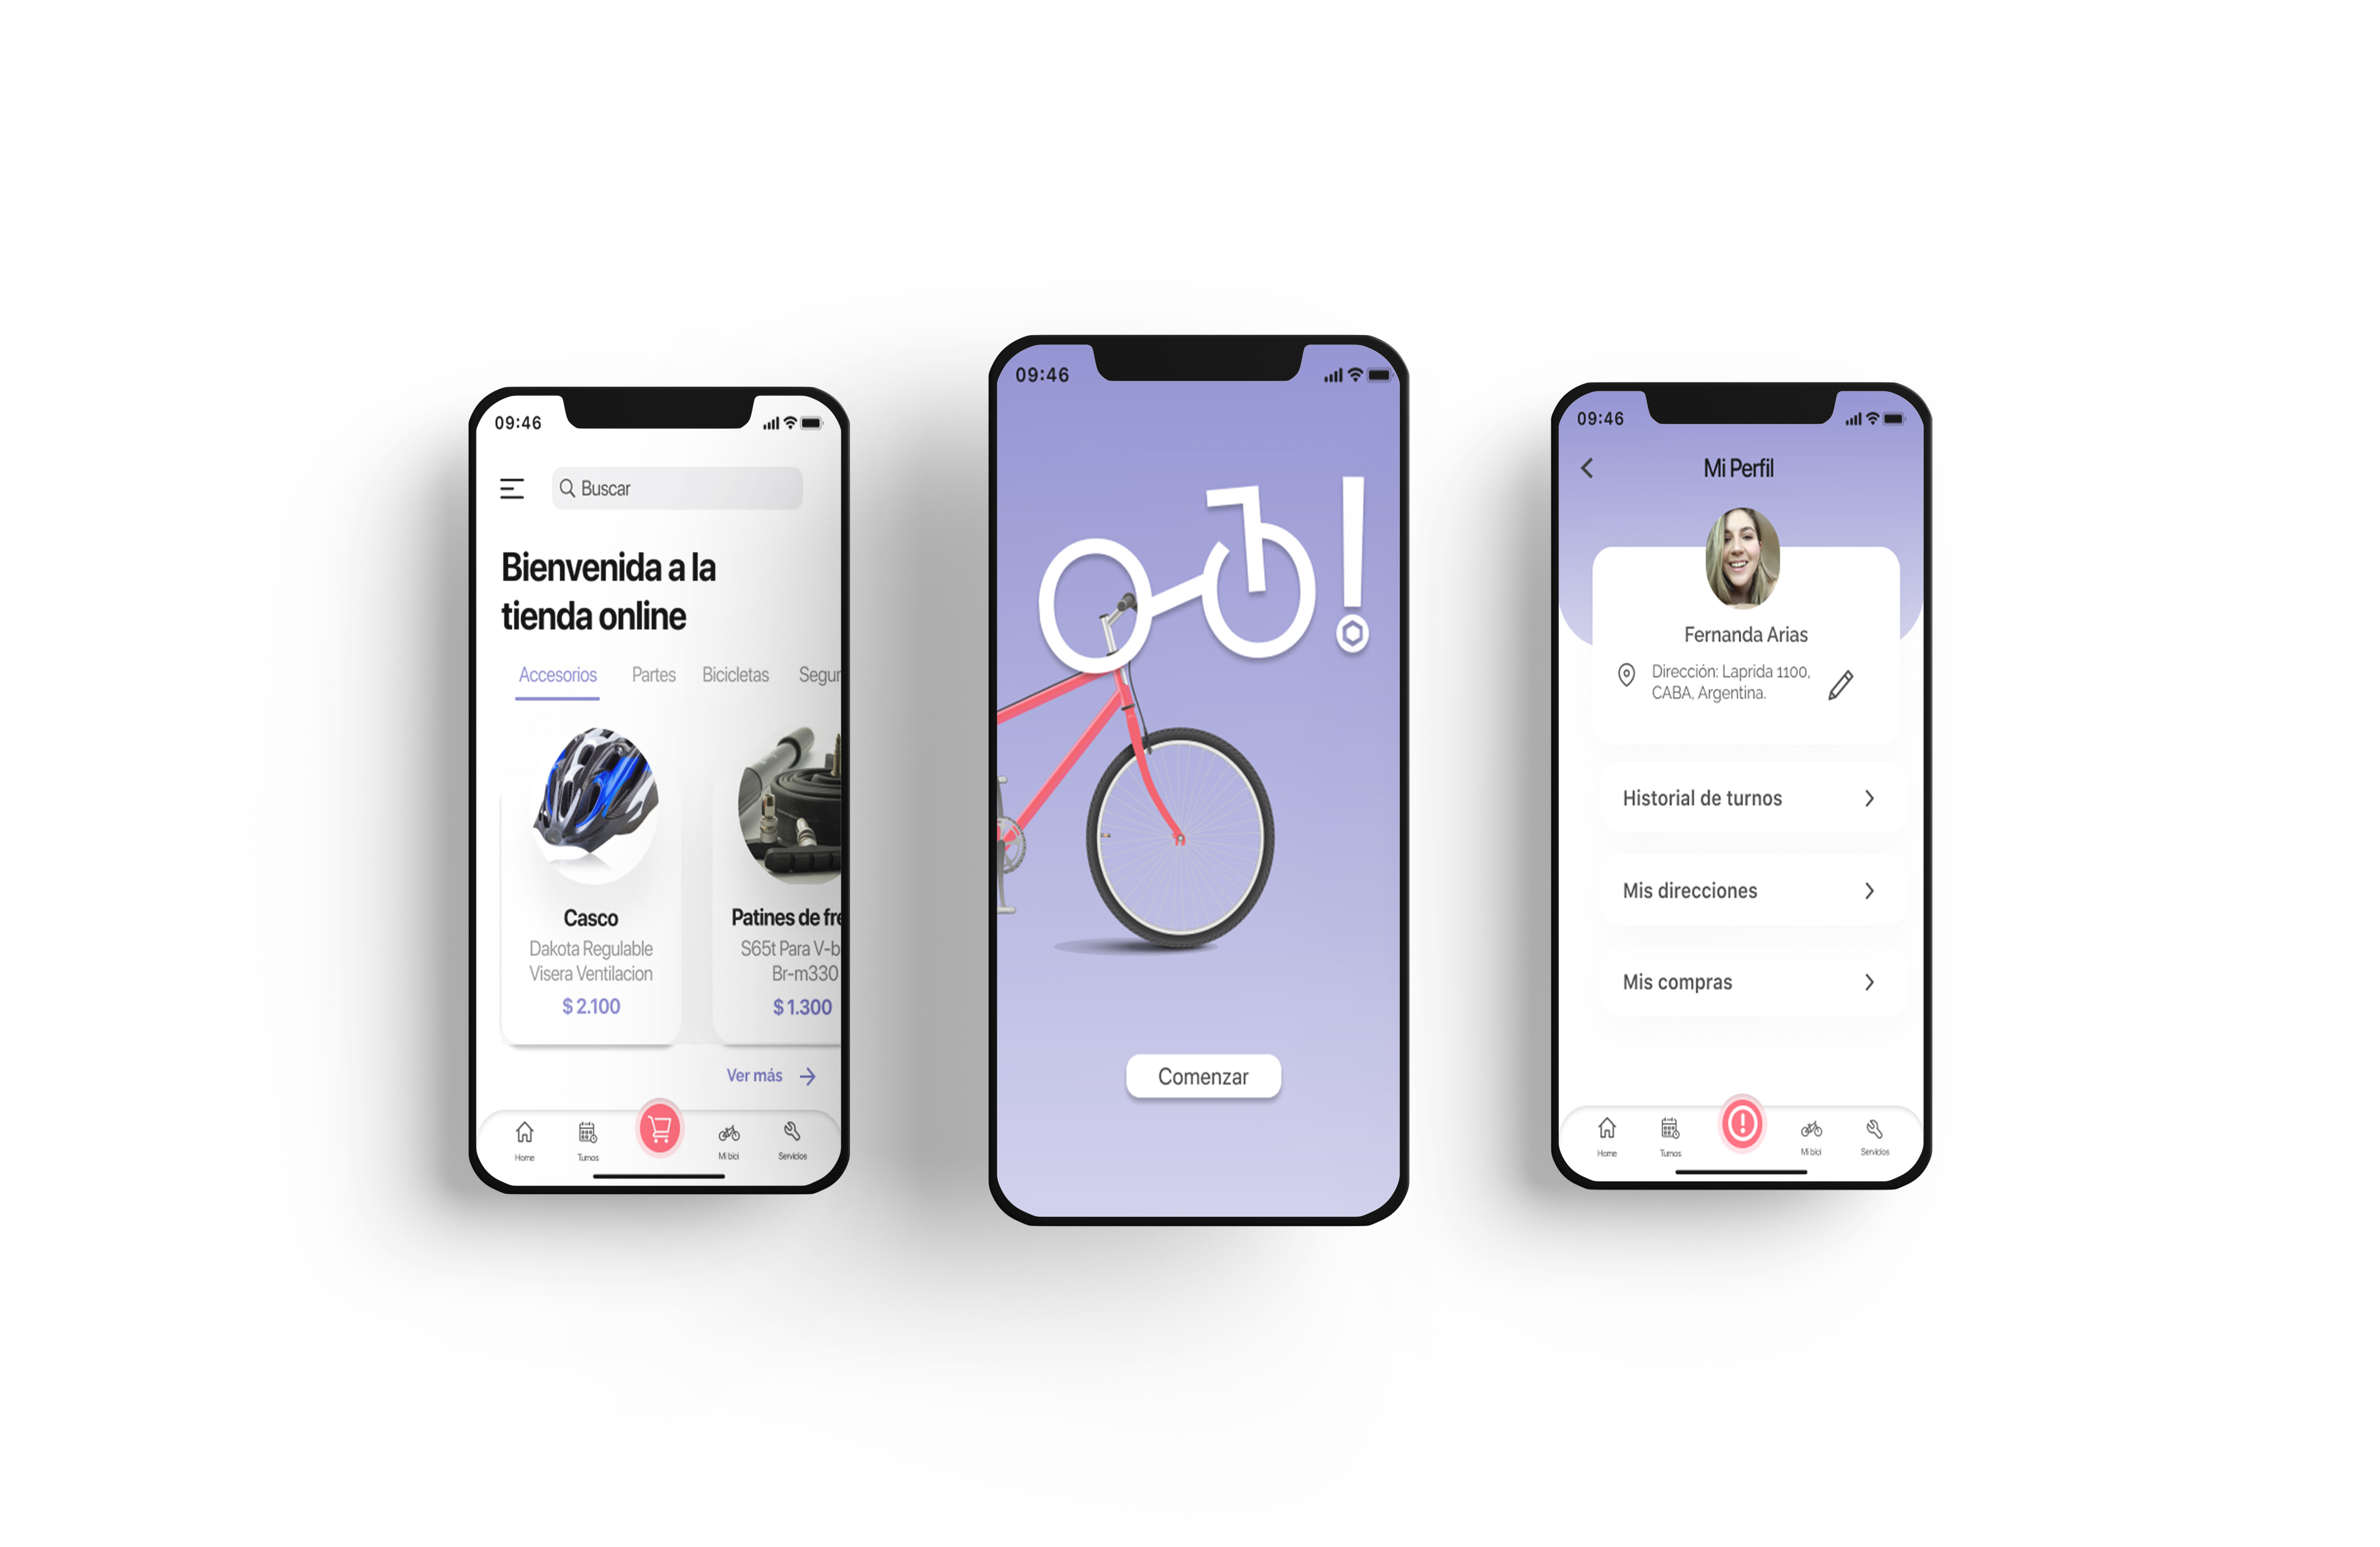 09:46
Buscar
Bienvenida a la
tienda online
Accesorios Partes Bicicletas Segur
Casco
Dakota Regulable
Visera Ventilacion
$ 2.100
Patines de fre
S65t Para V-b
Br-m330
$ 1.300
Ver más
Home Turnos Mi bici Servicios
09:46
!
Comenzar
09:46
Mi Perfil
Fernanda Arias
Dirección: Laprida 1100,
CABA, Argentina.
Historial de turnos
Mis direcciones
Mis compras
Home Turnos Mi bici Servicios